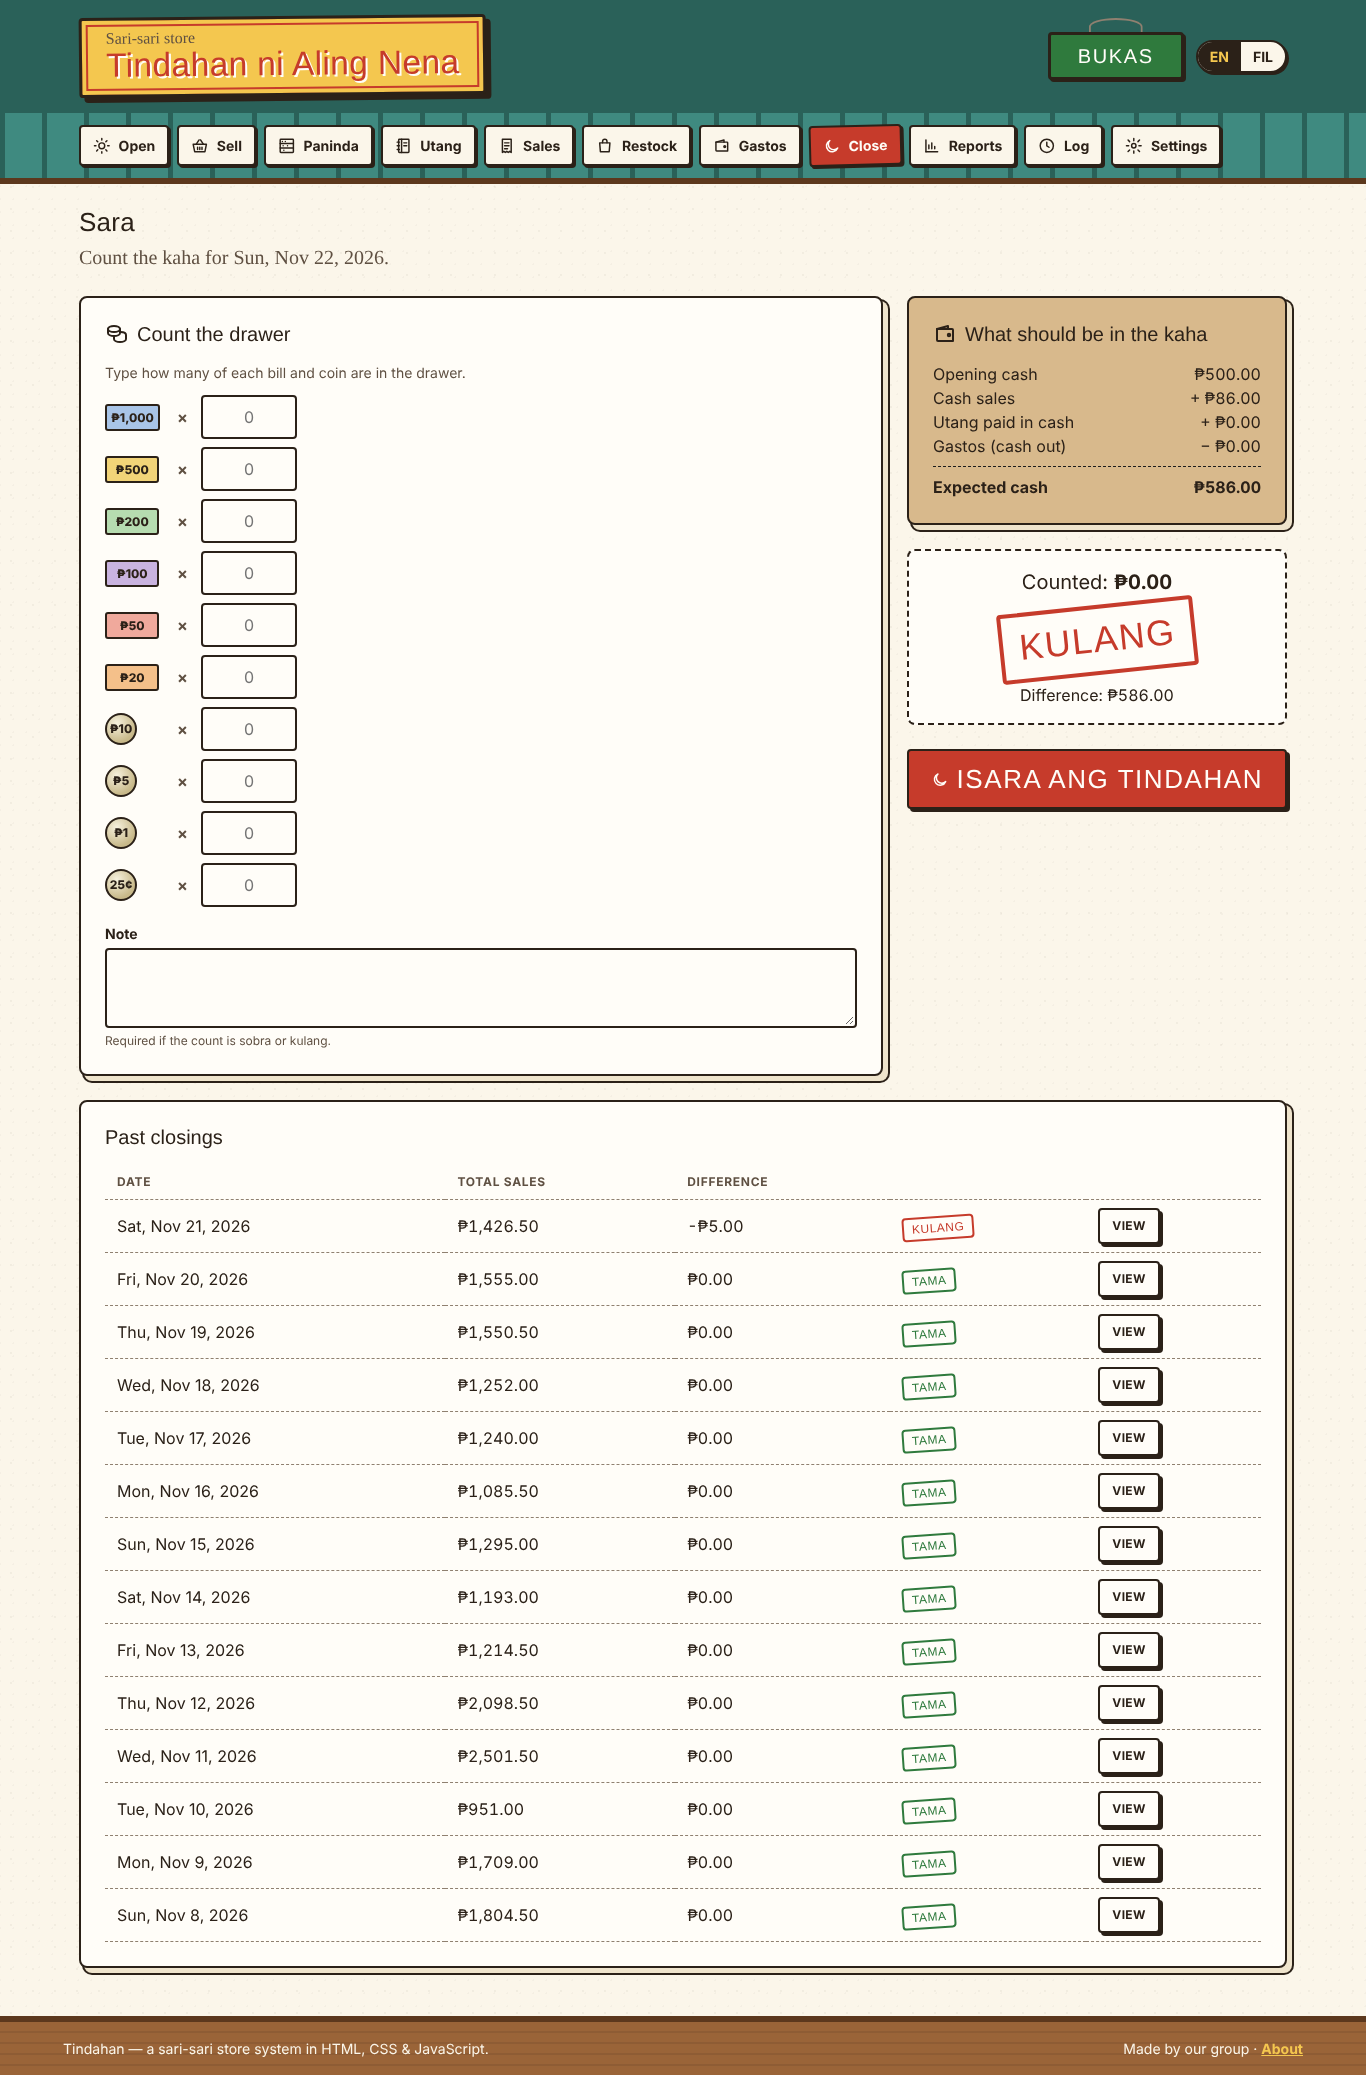 Sari-sari store
Tindahan ni Aling Nena
BUKAS
EN FIL
Open Sell Paninda Utang Sales Restock Gastos Close Reports Log Settings
Sara
Count the kaha for Sun, Nov 22, 2026.
Count the drawer
Type how many of each bill and coin are in the drawer.
₱1,000 × 0
₱500 × 0
₱200 × 0
₱100 × 0
₱50 × 0
₱20 × 0
₱10 × 0
₱5 × 0
₱1 × 0
25¢ × 0
Note
Required if the count is sobra or kulang.
What should be in the kaha
Opening cash ₱500.00
Cash sales + ₱86.00
Utang paid in cash + ₱0.00
Gastos (cash out) − ₱0.00
Expected cash ₱586.00
Counted: ₱0.00
KULANG
Difference: ₱586.00
ISARA ANG TINDAHAN
Past closings
DATE TOTAL SALES DIFFERENCE
Sat, Nov 21, 2026 ₱1,426.50 -₱5.00 KULANG VIEW
Fri, Nov 20, 2026 ₱1,555.00 ₱0.00 TAMA VIEW
Thu, Nov 19, 2026 ₱1,550.50 ₱0.00 TAMA VIEW
Wed, Nov 18, 2026 ₱1,252.00 ₱0.00 TAMA VIEW
Tue, Nov 17, 2026 ₱1,240.00 ₱0.00 TAMA VIEW
Mon, Nov 16, 2026 ₱1,085.50 ₱0.00 TAMA VIEW
Sun, Nov 15, 2026 ₱1,295.00 ₱0.00 TAMA VIEW
Sat, Nov 14, 2026 ₱1,193.00 ₱0.00 TAMA VIEW
Fri, Nov 13, 2026 ₱1,214.50 ₱0.00 TAMA VIEW
Thu, Nov 12, 2026 ₱2,098.50 ₱0.00 TAMA VIEW
Wed, Nov 11, 2026 ₱2,501.50 ₱0.00 TAMA VIEW
Tue, Nov 10, 2026 ₱951.00 ₱0.00 TAMA VIEW
Mon, Nov 9, 2026 ₱1,709.00 ₱0.00 TAMA VIEW
Sun, Nov 8, 2026 ₱1,804.50 ₱0.00 TAMA VIEW
Tindahan — a sari-sari store system in HTML, CSS & JavaScript.
Made by our group · About